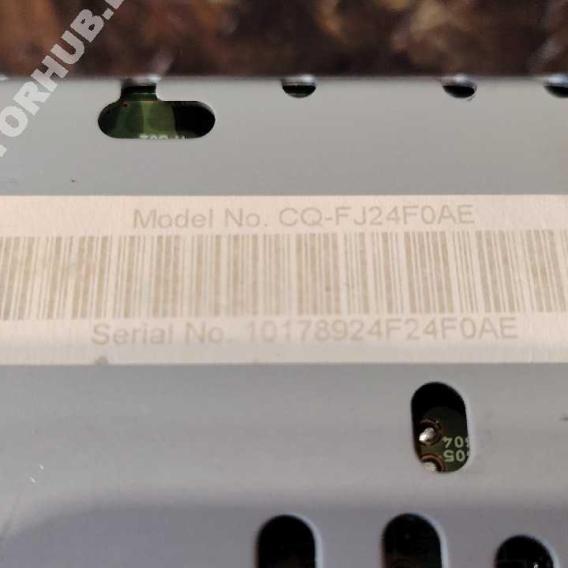 Model No. CQ-FJ24F0AE
Serial No. 10178924F24F0AE